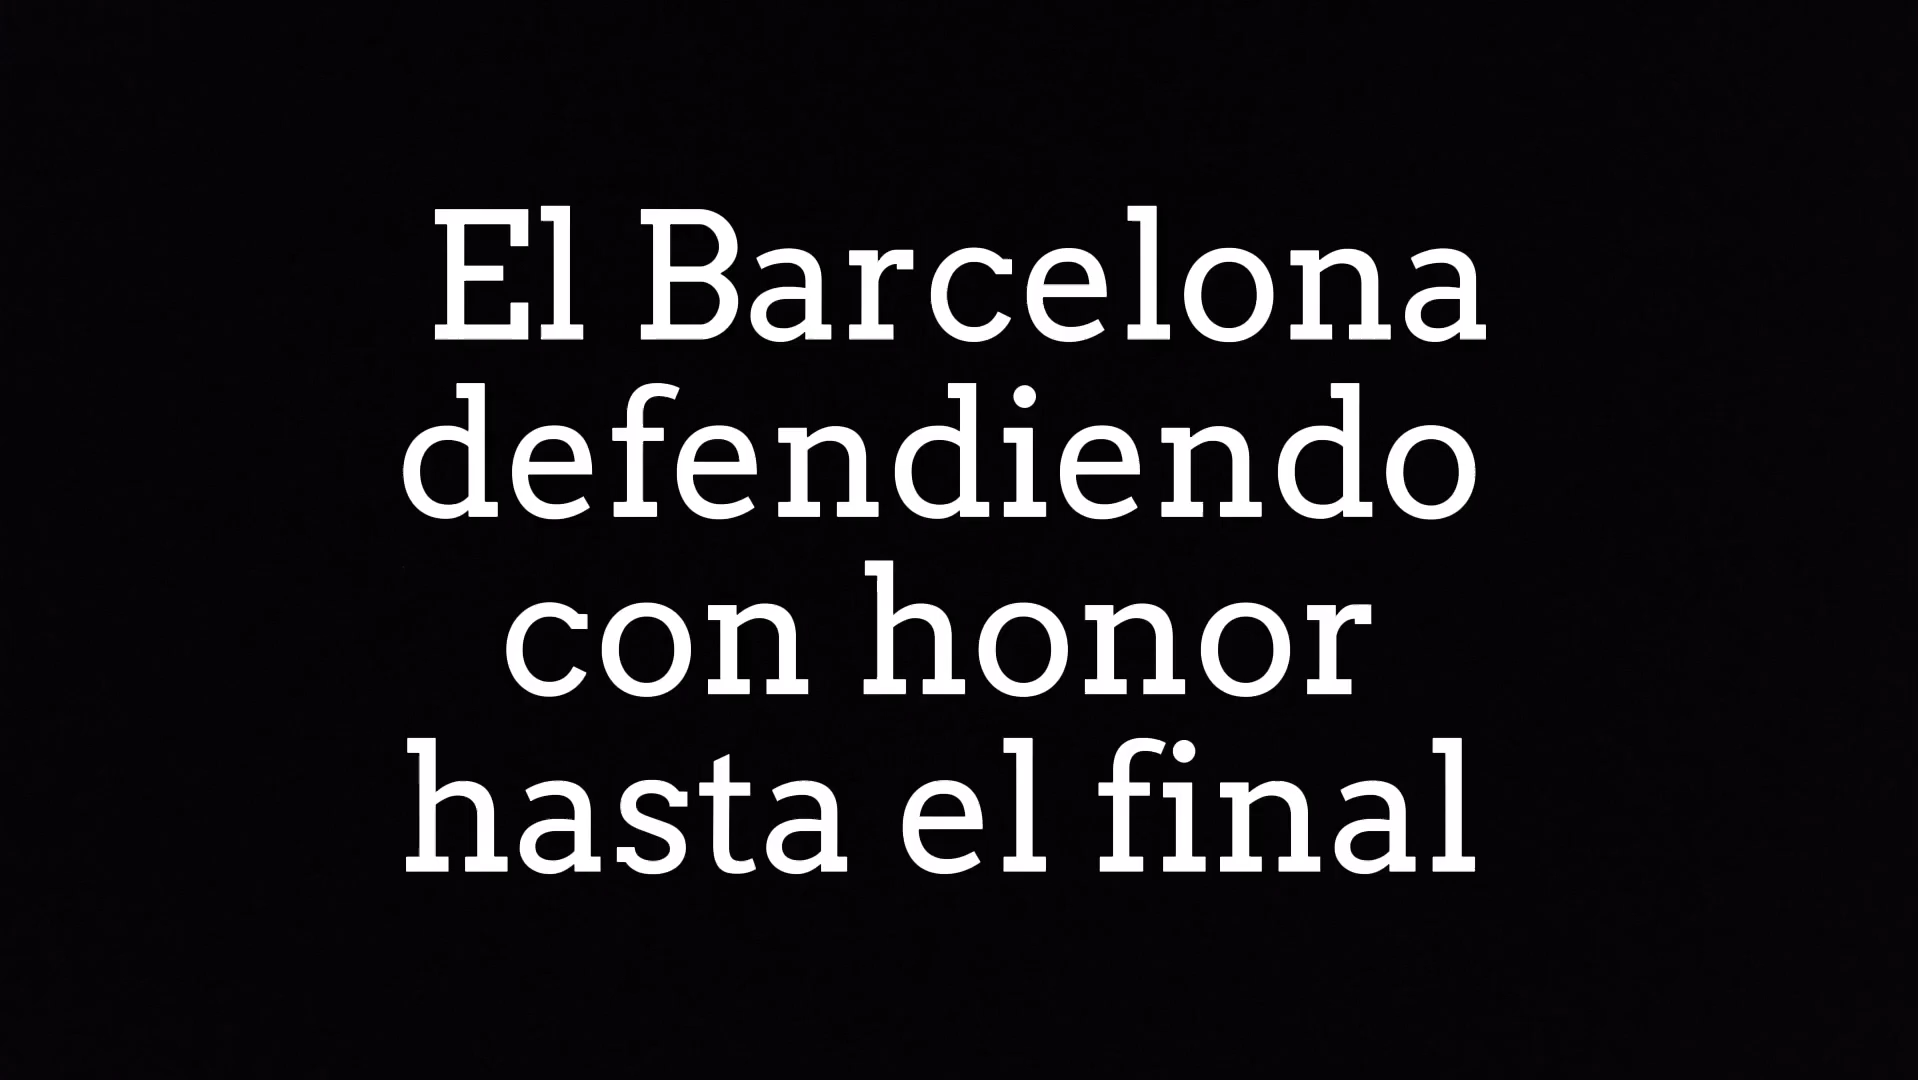 El Barcelona
defendiendo
con honor
hasta el final